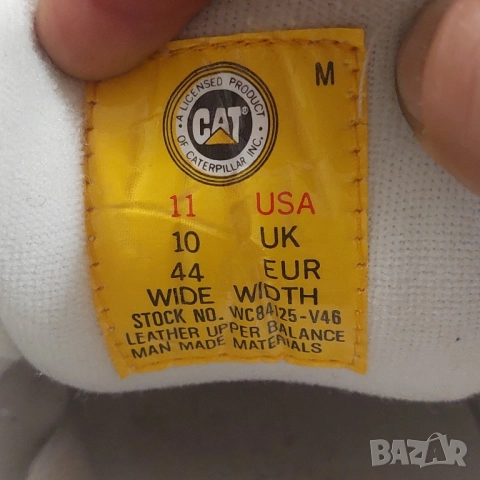 M
A LICENSED PRODUCT
CAT®
OF CATERPILLAR INC.
11 USA
10 UK
44 EUR
WIDE WIDTH
STOCK NO. WC84125-V46
LEATHER UPPER BALANCE
MAN MADE MATERIALS
BAZAR